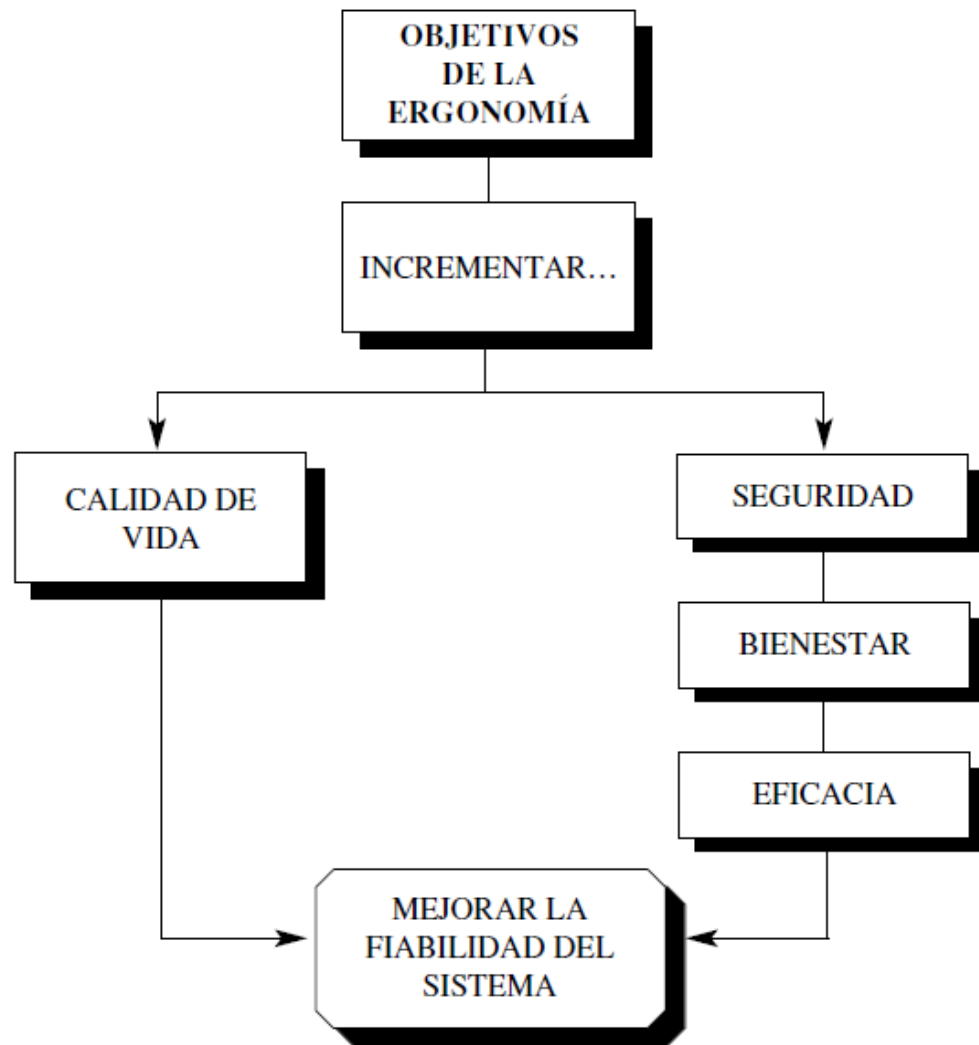 OBJETIVOS
DE LA
ERGONOMÍA
INCREMENTAR…
CALIDAD DE
VIDA
SEGURIDAD
BIENESTAR
EFICACIA
MEJORAR LA
FIABILIDAD DEL
SISTEMA